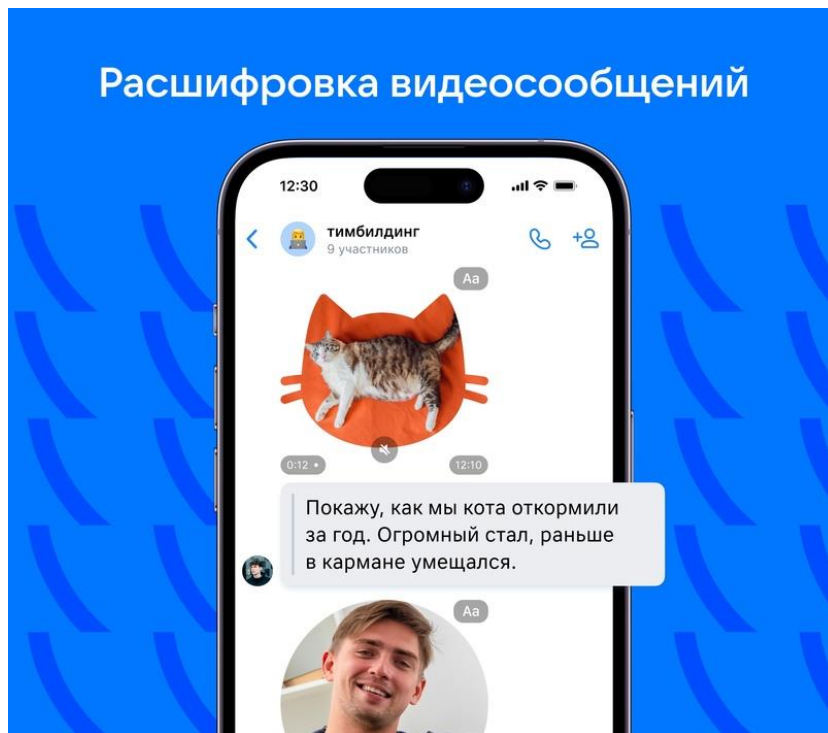 Расшифровка видеосообщений
12:30
тимбилдинг
9 участников
Aa
0:12
12:10
Покажу, как мы кота откормили
за год. Огромный стал, раньше
в кармане умещался.
Aa